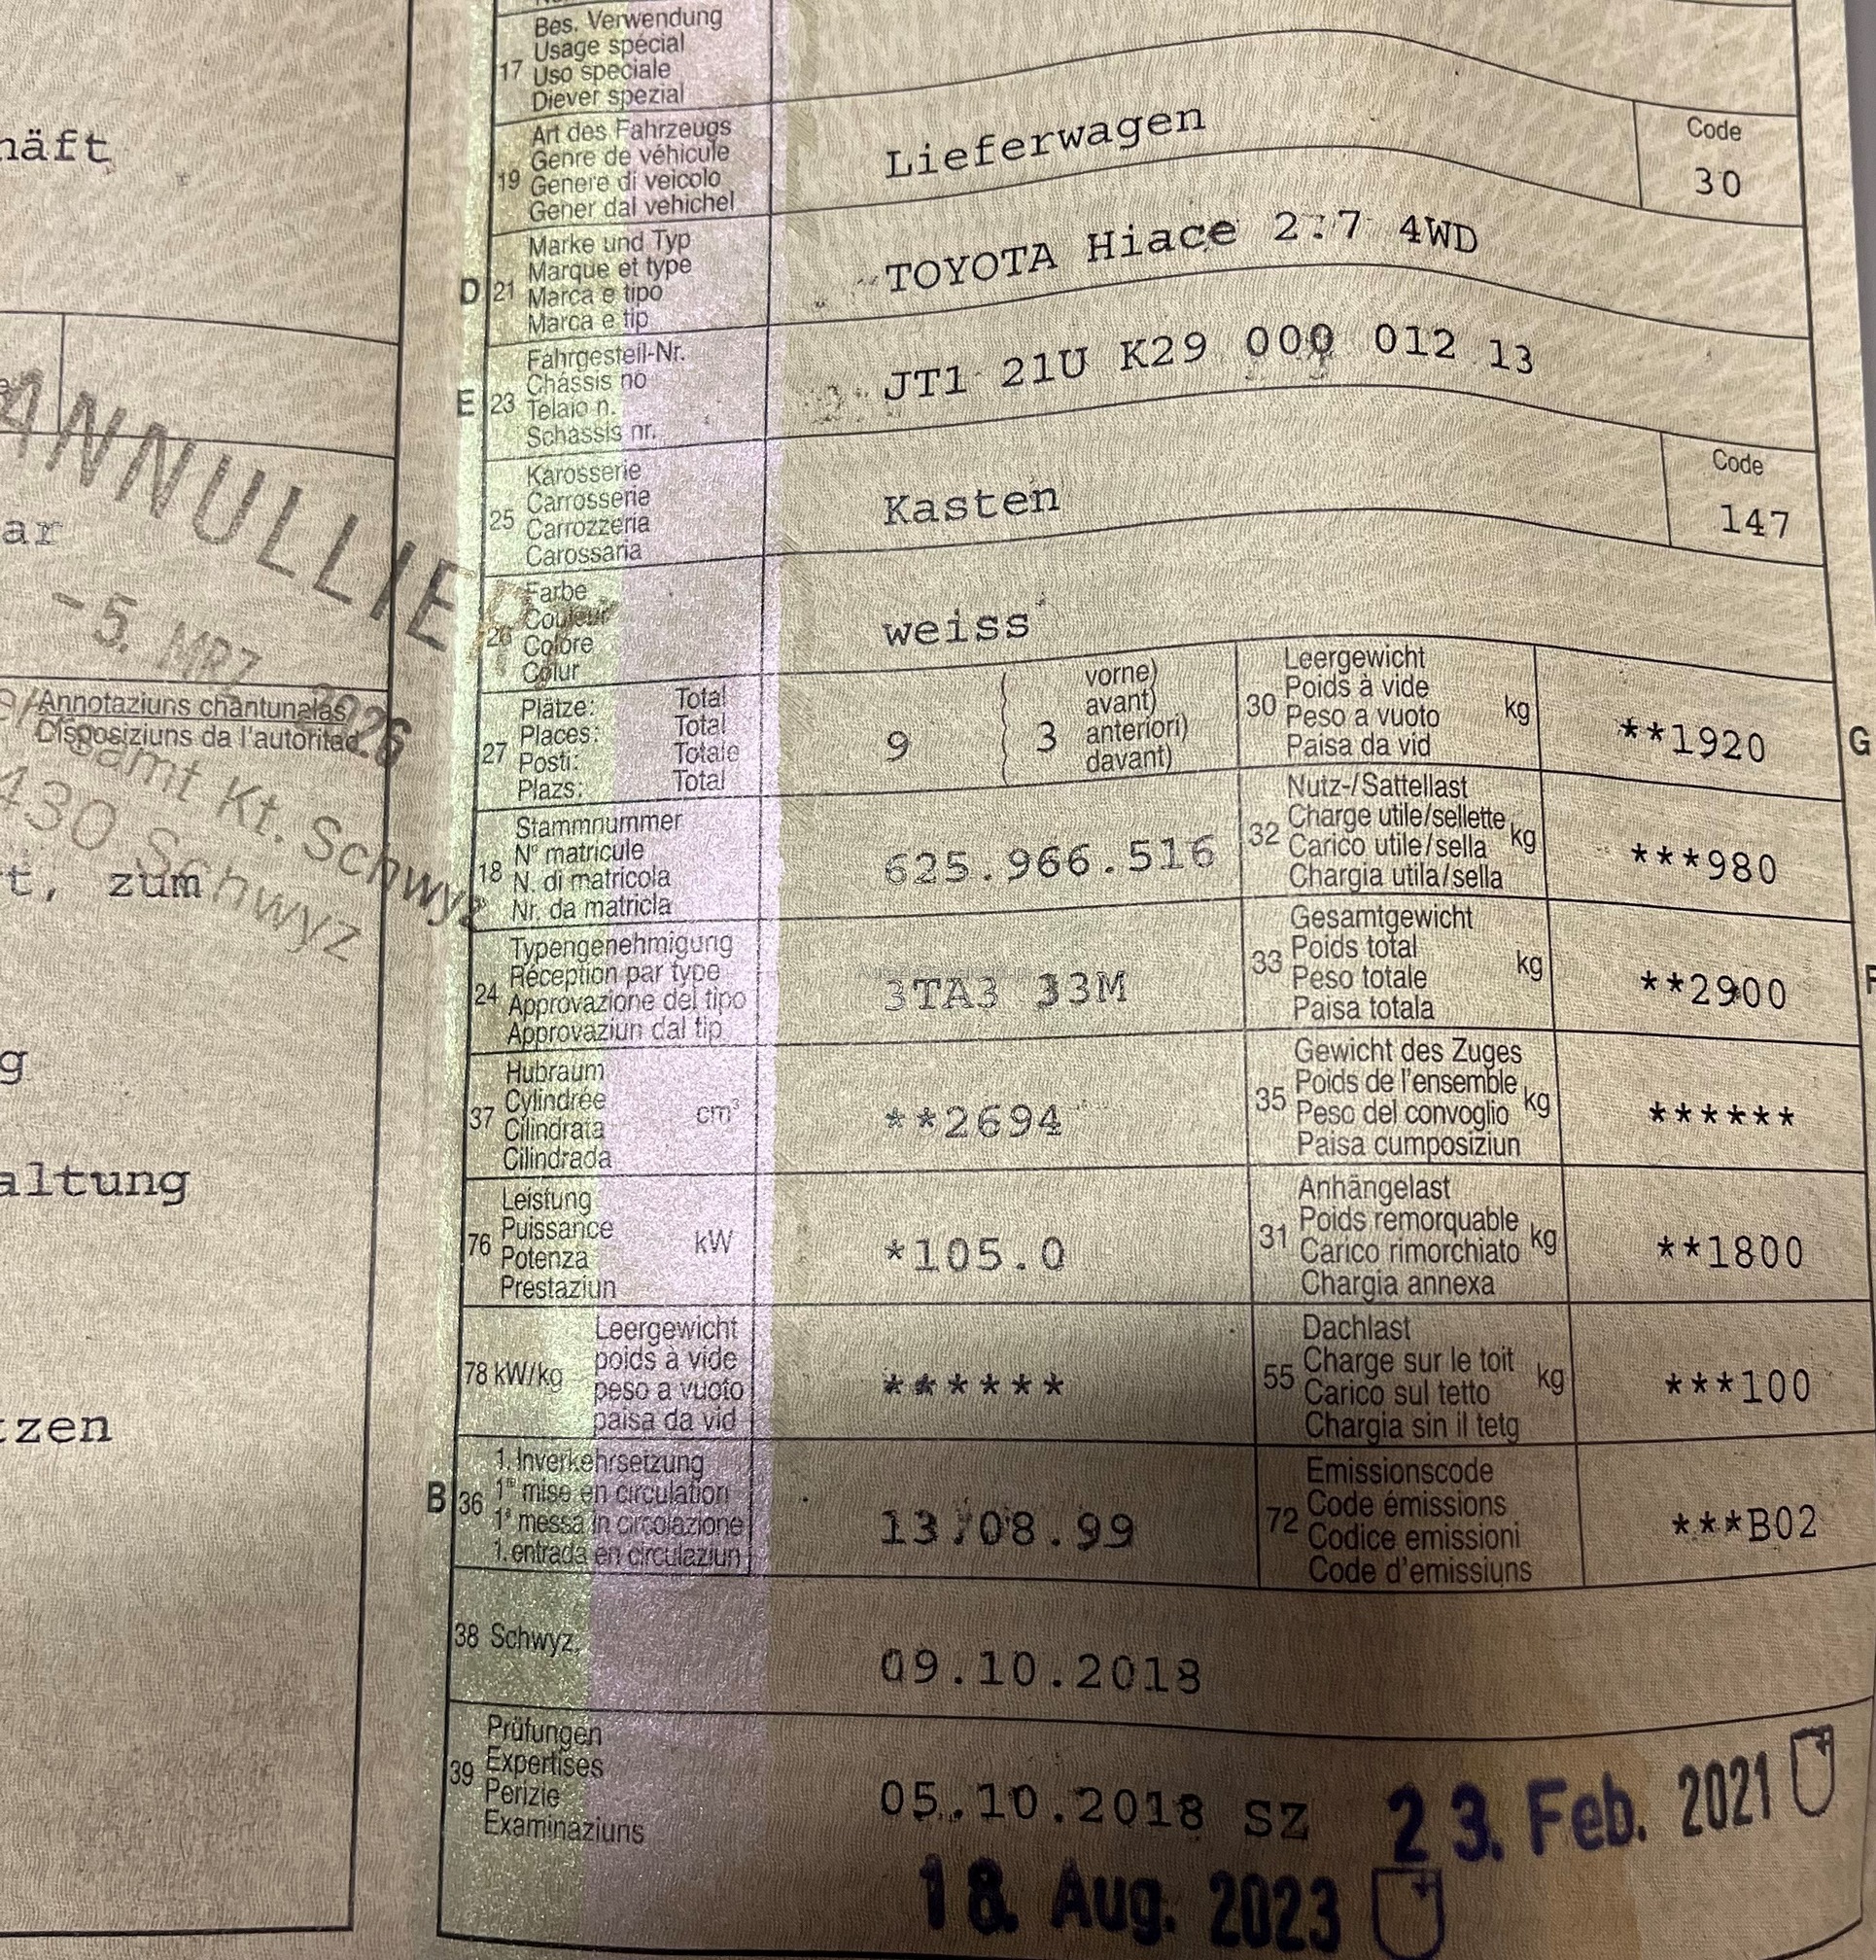 Bes. Verwendung
Usage spécial
17 Uso speciale
Diever spezial
häft
Art des Fahrzeugs
Genre de véhicule
19 Genere di veicolo
Gener dal vehichel
Lieferwagen
Code
30
Marke und Typ
Marque et type
D 21 Marca e tipo
Marca e tip
TOYOTA Hiace 2.7 4WD
Fahrgestell-Nr.
Châssis no
E 23 Telaio n.
Schassis nr.
JT1 21U K29 000 012 13
Karosserie
Carrosserie
25 Carrozzeria
Carossaria
Kasten
Code
147
ANNULLIERT
ar
-5. MRZ. 2026
Farbe
Couleur
26 Colore
Colur
weiss
Annotaziuns chantunalas
Disposiziuns da l'autoritad
amt Kt. Schwyz
430 Schwyz
Plätze: Total
Places: Total
27 Posti: Totale
Plazs: Total
9
3
vorne)
avant)
anteriori)
davant)
Leergewicht
30 Poids à vide kg
Peso a vuoto
Paisa da vid
**1920
G
t, zum
Stammnummer
N° matricule
18 N. di matricola
Nr. da matricla
625.966.516
Nutz-/Sattellast
32 Charge utile/sellette kg
Carico utile/sella
Chargia utila/sella
***980
Typengenehmigung
Réception par type
24 Approvazione del tipo
Approvaziun dal tip
3TA3 33M
Gesamtgewicht
33 Poids total kg
Peso totale
Paisa totala
**2900
g
Hubraum
37 Cylindrée cm³
Cilindrata
Cilindrada
**2694
Gewicht des Zuges
35 Poids de l'ensemble kg
Peso del convoglio
Paisa cumposiziun
******
altung
Leistung
76 Puissance kW
Potenza
Prestaziun
*105.0
Anhängelast
31 Poids remorquable kg
Carico rimorchiato
Chargia annexa
**1800
78 kW/kg
Leergewicht
poids à vide
peso a vuoto
paisa da vid
******
Dachlast
55 Charge sur le toit kg
Carico sul tetto
Chargia sin il tetg
***100
tzen
1. Inverkehrsetzung
B 36 1re mise en circulation
1a messa in circolazione
1. entrada en circulaziun
13.08.99
Emissionscode
72 Code émissions
Codice emissioni
Code d'emissiuns
***B02
38 Schwyz,
09.10.2018
Prüfungen
39 Expertises
Perizie
Examinaziuns
05.10.2018 SZ
23. Feb. 2021
18. Aug. 2023